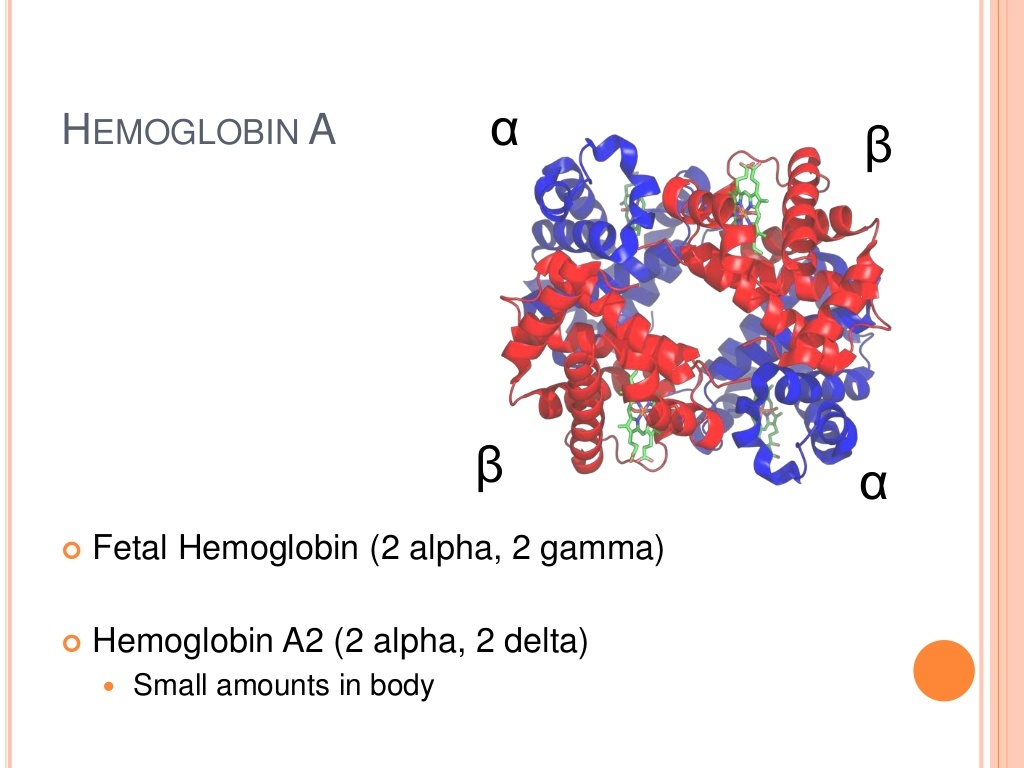 HEMOGLOBIN A
α
β
β
α
Fetal Hemoglobin (2 alpha, 2 gamma)
Hemoglobin A2 (2 alpha, 2 delta)
Small amounts in body